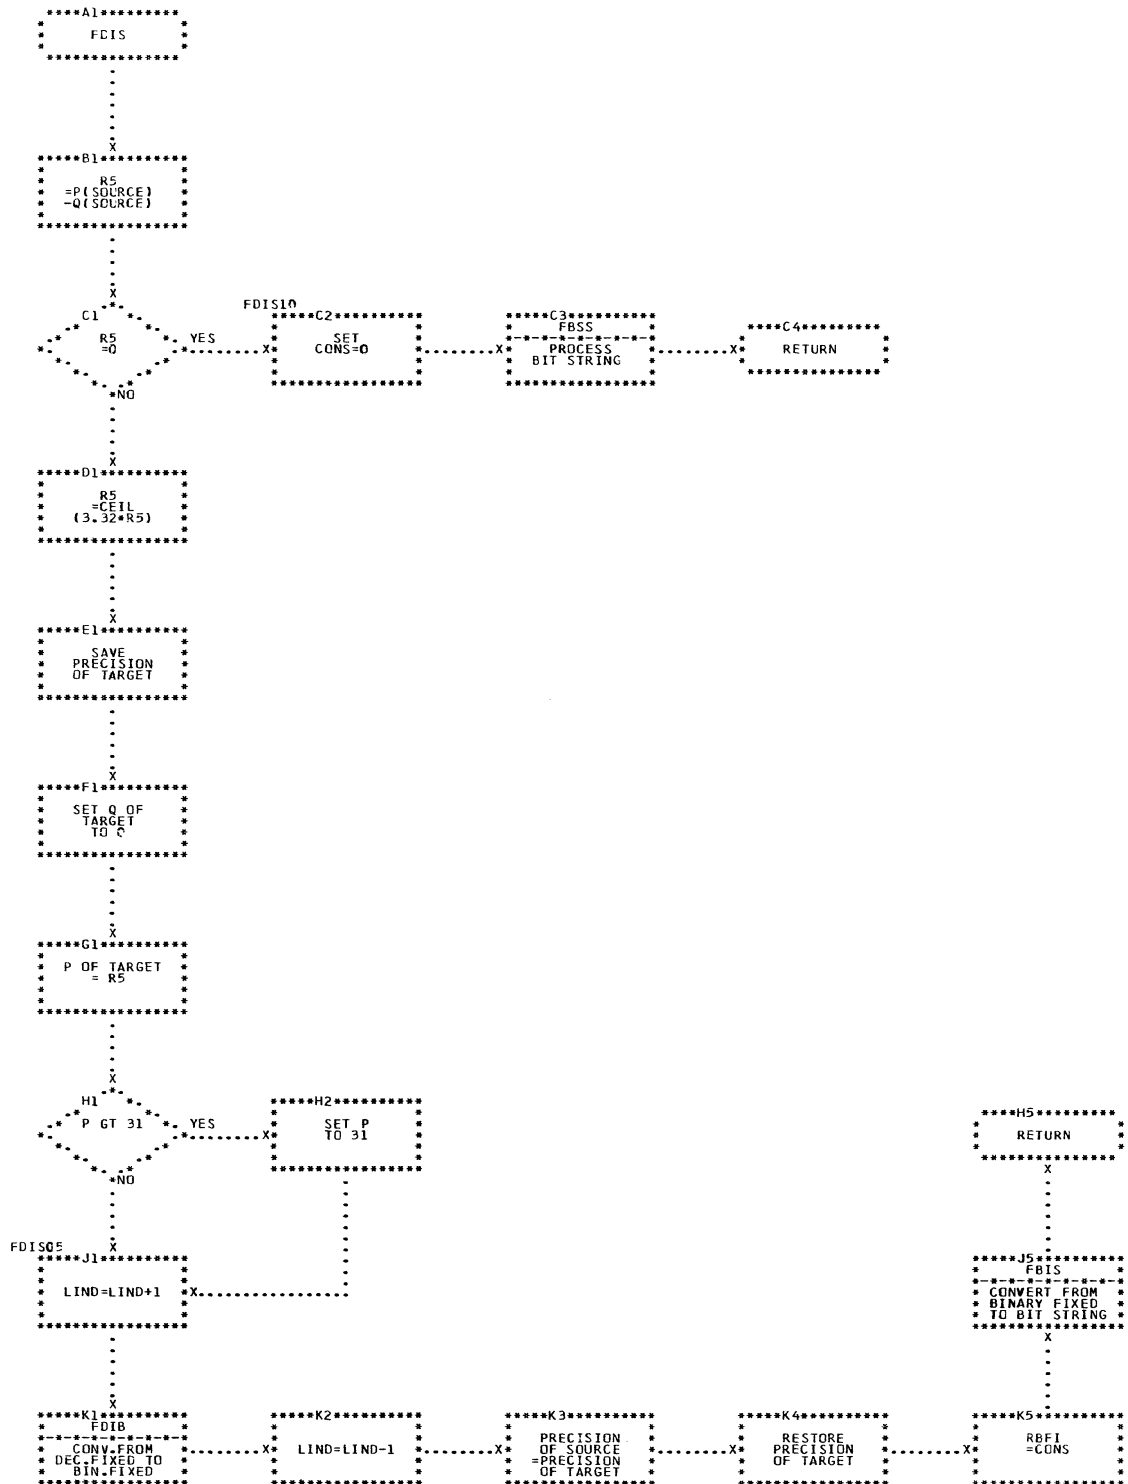 A1
FDIS
B1
R5
=P(SOURCE)
-Q(SOURCE)
C1
R5
=0
YES
NO
FDIS10
C2
SET
CONS=0
C3
FBSS
PROCESS
BIT STRING
C4
RETURN
D1
R5
=CEIL
(3.32*R5)
E1
SAVE
PRECISION
OF TARGET
F1
SET Q OF
TARGET
TO 0
G1
P OF TARGET
= R5
H1
P GT 31
YES
NO
H2
SET P
TO 31
H5
RETURN
FDIS05
J1
LIND=LIND+1
J5
FBIS
CONVERT FROM
BINARY FIXED
TO BIT STRING
K1
FDIB
CONV.FROM
DEC.FIXED TO
BIN.FIXED
K2
LIND=LIND-1
K3
PRECISION
OF SOURCE
=PRECISION
OF TARGET
K4
RESTORE
PRECISION
OF TARGET
K5
RBFI
=CONS